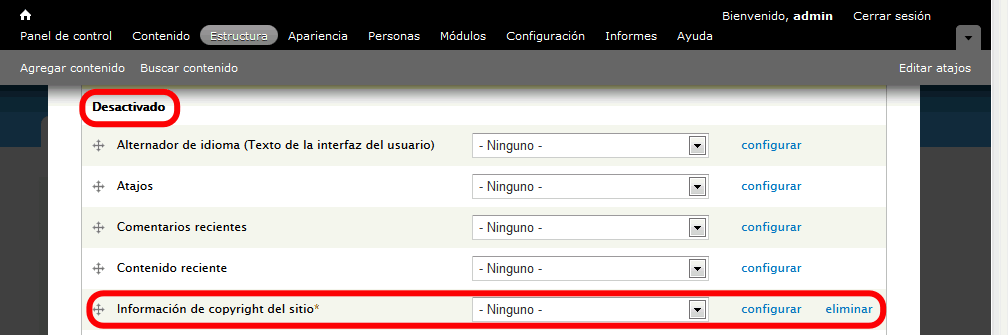 Bienvenido, admin Cerrar sesión
Panel de control Contenido Estructura Apariencia Personas Módulos Configuración Informes Ayuda
Agregar contenido Buscar contenido Editar atajos
Desactivado
Alternador de idioma (Texto de la interfaz del usuario) - Ninguno - configurar
Atajos - Ninguno - configurar
Comentarios recientes - Ninguno - configurar
Contenido reciente - Ninguno - configurar
Información de copyright del sitio* - Ninguno - configurar eliminar